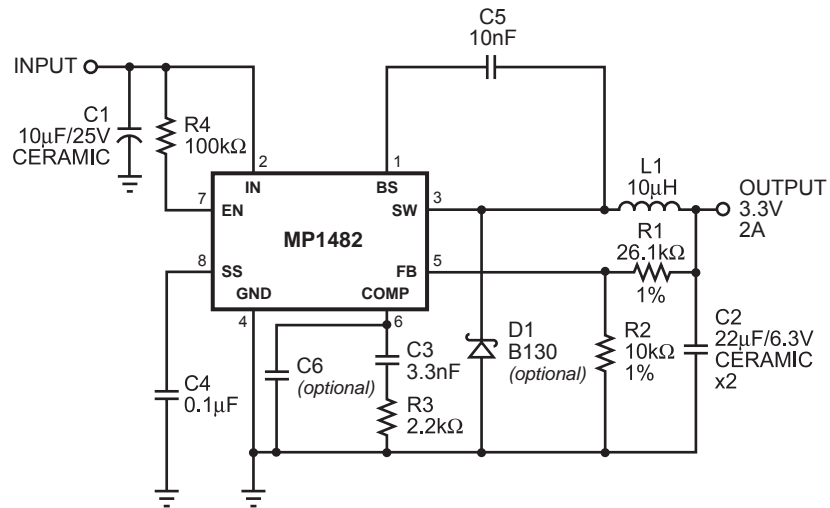 C5
10nF
INPUT
C1
10µF/25V
CERAMIC
R4
100kΩ
2
1
IN
BS
L1
10µH
OUTPUT
3.3V
2A
7
EN
SW
3
MP1482
R1
26.1kΩ
1%
8
SS
FB
5
GND
COMP
4
6
C4
0.1µF
C6
(optional)
C3
3.3nF
R3
2.2kΩ
D1
B130
(optional)
R2
10kΩ
1%
C2
22µF/6.3V
CERAMIC
x2